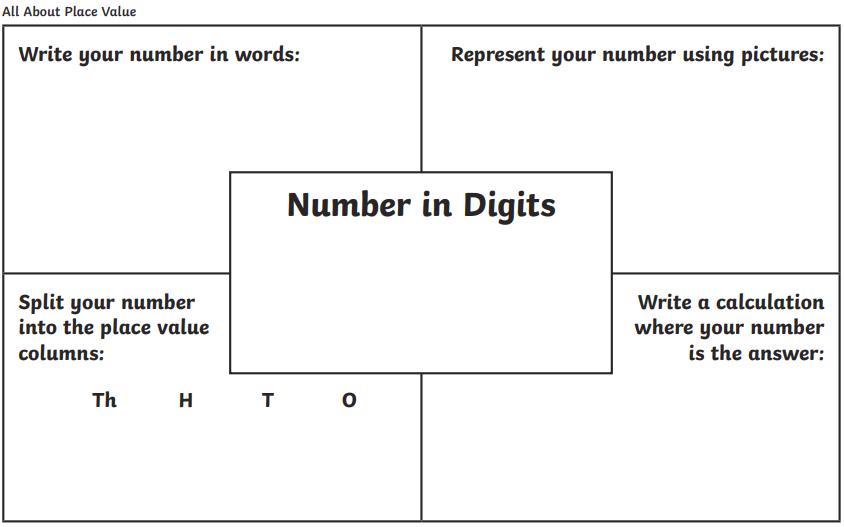 All About Place Value
Write your number in words:
Represent your number using pictures:
Number in Digits
Split your number
into the place value
columns:
Th H T O
Write a calculation
where your number
is the answer: